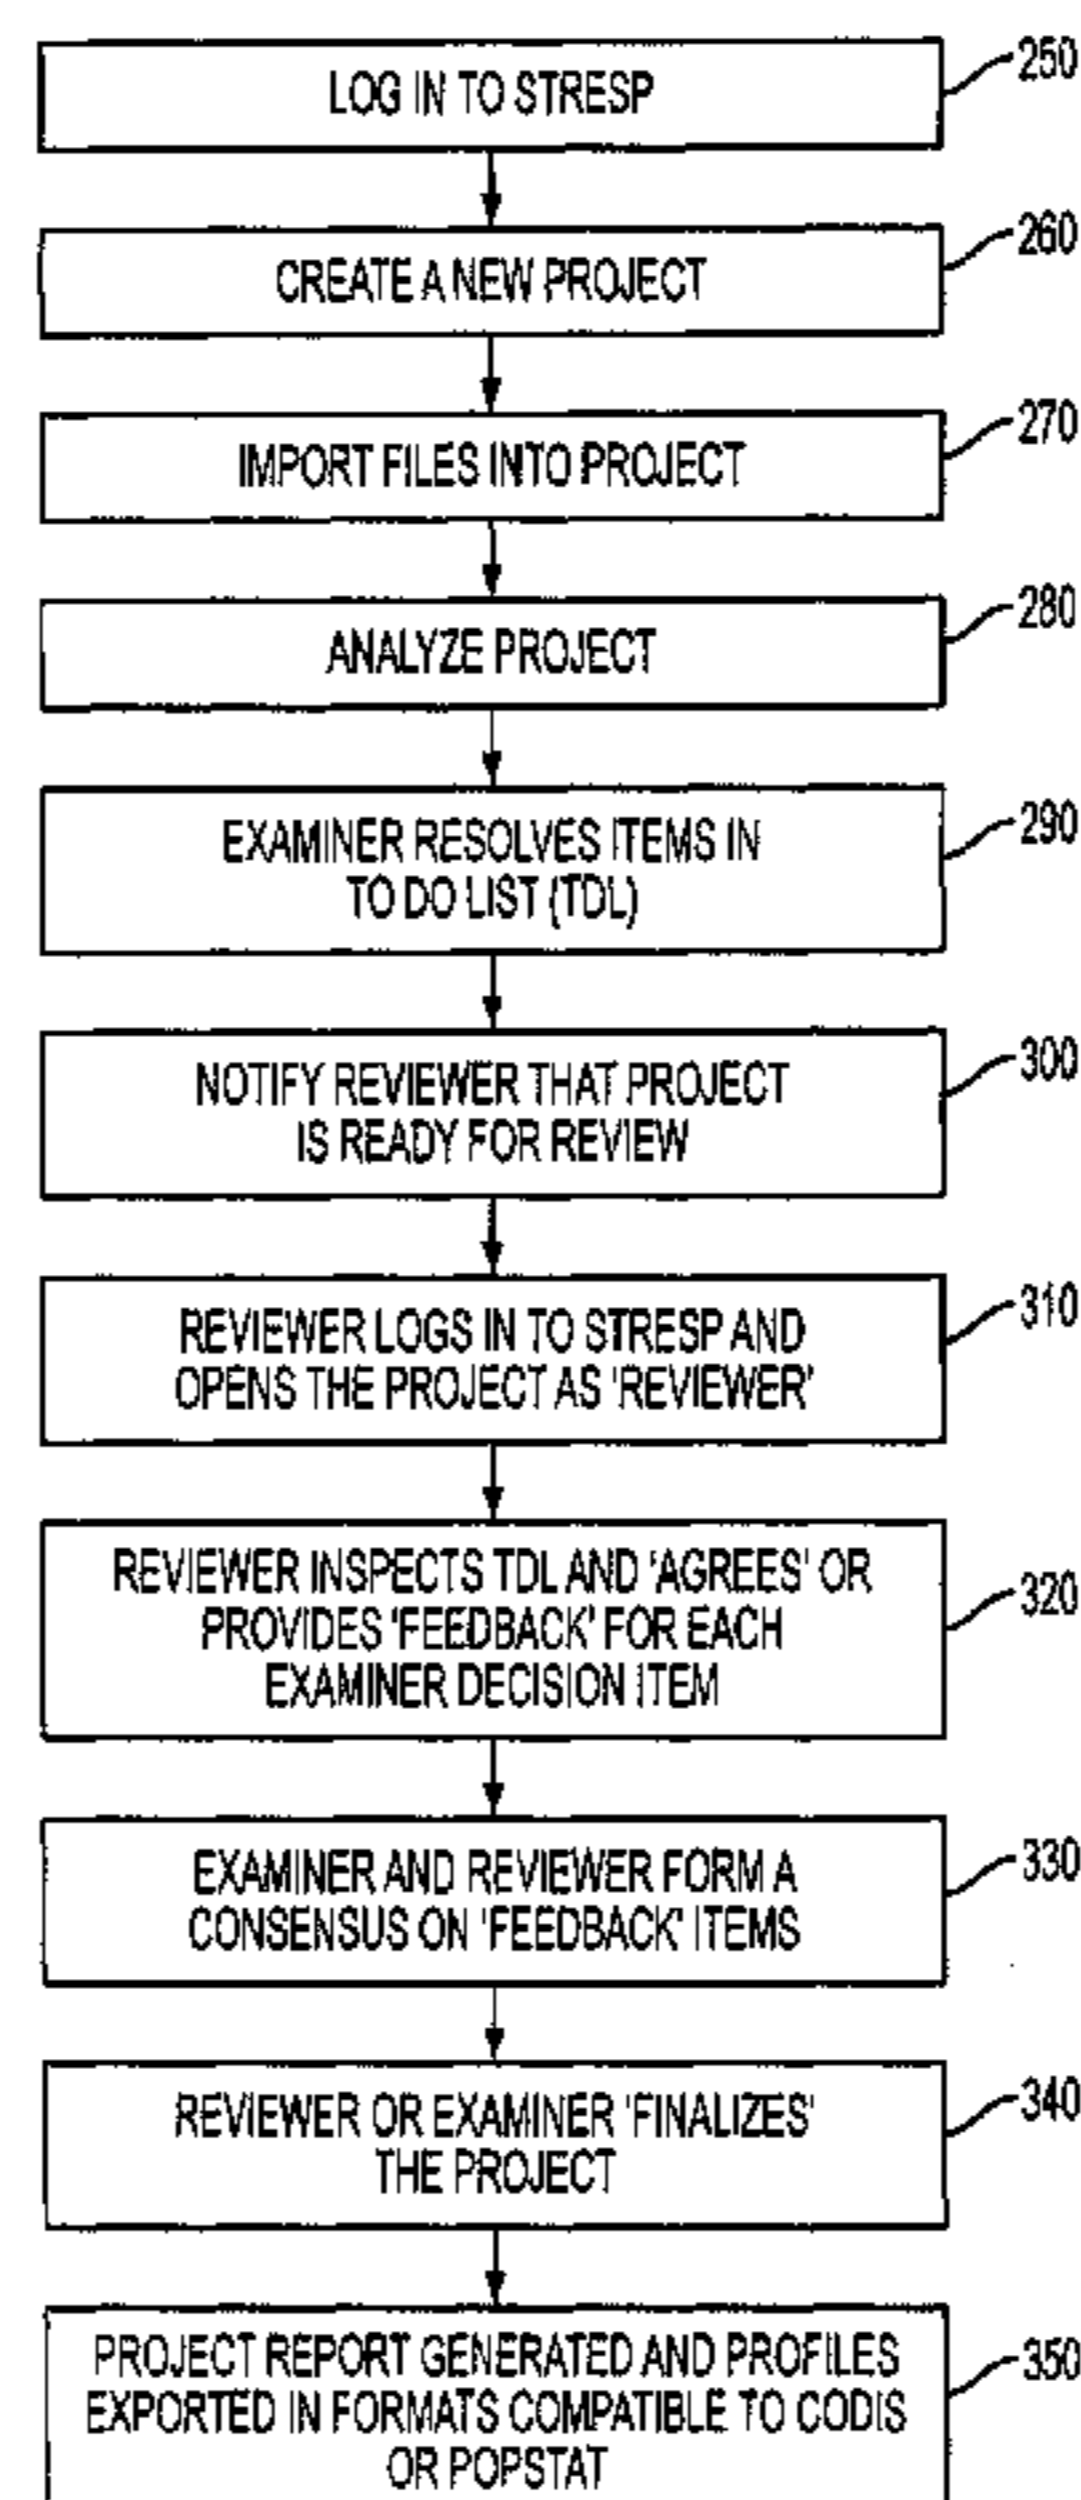 LOG IN TO STRESP
250
CREATE A NEW PROJECT
260
IMPORT FILES INTO PROJECT
270
ANALYZE PROJECT
280
EXAMINER RESOLVES ITEMS IN
TO DO LIST (TDL)
290
NOTIFY REVIEWER THAT PROJECT
IS READY FOR REVIEW
300
REVIEWER LOGS IN TO STRESP AND
OPENS THE PROJECT AS 'REVIEWER'
310
REVIEWER INSPECTS TDL AND 'AGREES' OR
PROVIDES 'FEEDBACK' FOR EACH
EXAMINER DECISION ITEM
320
EXAMINER AND REVIEWER FORM A
CONSENSUS ON 'FEEDBACK' ITEMS
330
REVIEWER OR EXAMINER 'FINALIZES'
THE PROJECT
340
PROJECT REPORT GENERATED AND PROFILES
EXPORTED IN FORMATS COMPATIBLE TO CODIS
OR POPSTAT
350